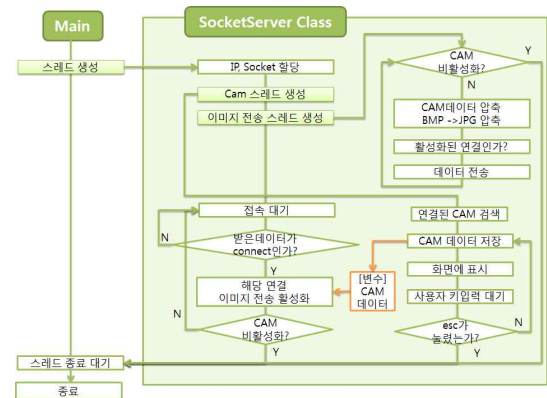 Main
SocketServer Class
스레드 생성
IP, Socket 할당
Cam 스레드 생성
이미지 전송 스레드 생성
CAM
비활성화?
Y
N
CAM데이터 압축
BMP ->JPG 압축
활성화된 연결인가?
데이터 전송
접속 대기
N
받은데이터가
connect인가?
Y
해당 연결
이미지 전송 활성화
N
CAM
비활성화?
Y
[변수]
CAM
데이터
연결된 CAM 검색
CAM 데이터 저장
화면에 표시
사용자 키입력 대기
esc가
눌렸는가?
N
Y
스레드 종료 대기
종료